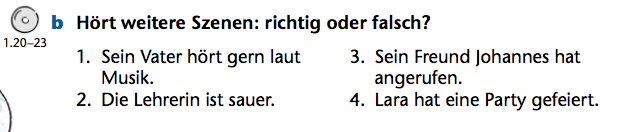 b Hört weitere Szenen: richtig oder falsch?
1.20–23
1. Sein Vater hört gern laut
Musik.
2. Die Lehrerin ist sauer.
3. Sein Freund Johannes hat
angerufen.
4. Lara hat eine Party gefeiert.